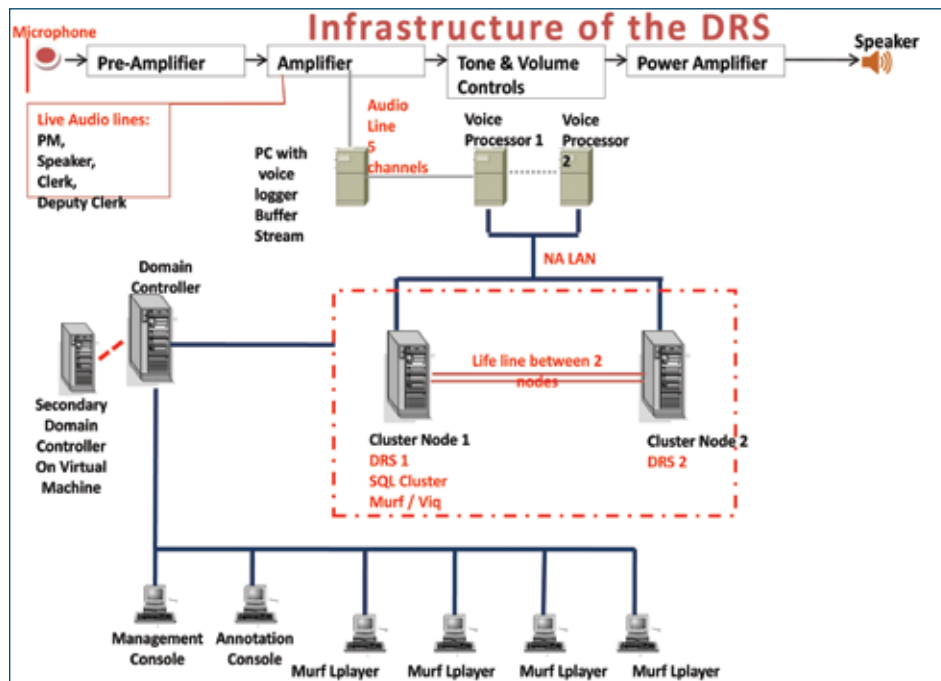 Infrastructure of the DRS
Microphone
Pre-Amplifier
Amplifier
Tone & Volume
Controls
Power Amplifier
Speaker
Live Audio lines:
PM,
Speaker,
Clerk,
Deputy Clerk
PC with
voice
logger
Buffer
Stream
Audio
Line
5
channels
Voice
Processor 1
Voice
Processor
2
NA LAN
Domain
Controller
Secondary
Domain
Controller
On Virtual
Machine
Life line between 2
nodes
Cluster Node 1
DRS 1
SQL Cluster
Murf / Viq
Cluster Node 2
DRS 2
Management
Console
Annotation
Console
Murf Lplayer
Murf Lplayer
Murf Lplayer
Murf Lplayer